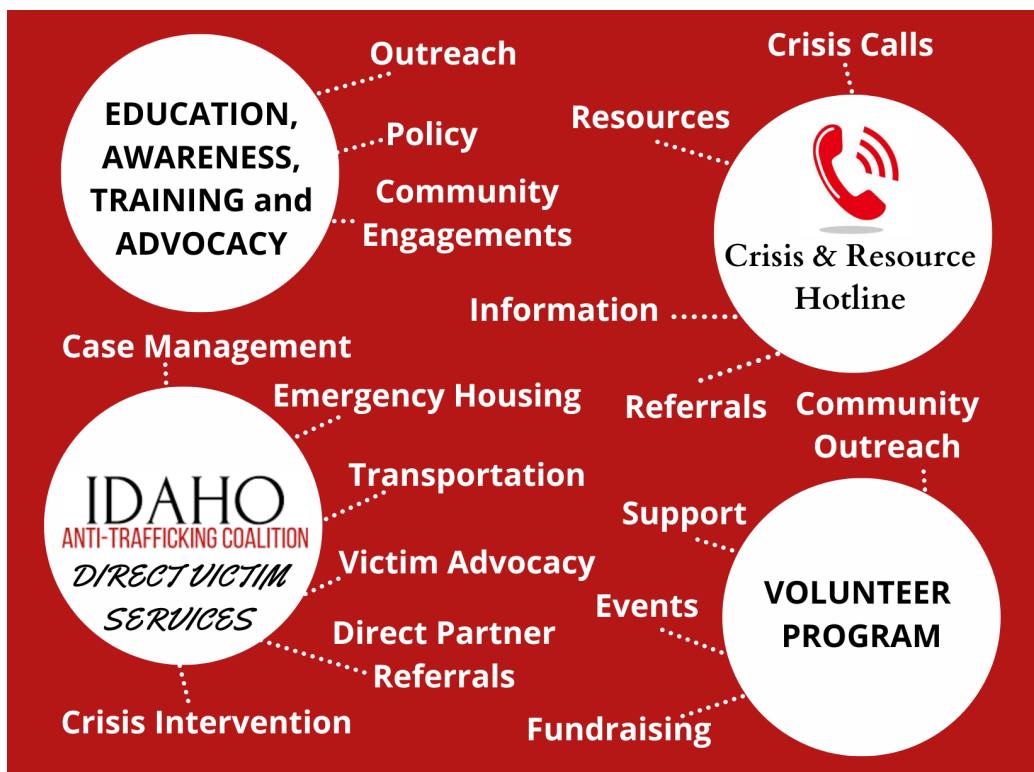 EDUCATION,
AWARENESS,
TRAINING and
ADVOCACY
Outreach
Policy
Community
Engagements
Crisis Calls
Resources
Crisis & Resource
Hotline
Information
Referrals
Case Management
Emergency Housing
Transportation
IDAHO
ANTI-TRAFFICKING COALITION
DIRECT VICTIM
SERVICES
Victim Advocacy
Direct Partner
Referrals
Crisis Intervention
Community
Outreach
Support
Events
VOLUNTEER
PROGRAM
Fundraising